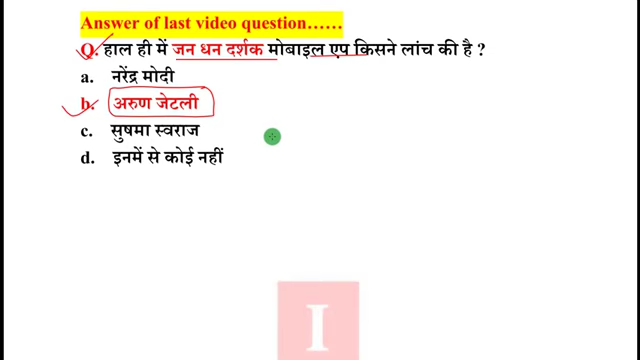 Answer of last video question……
Q. हाल ही में जन धन दर्शक मोबाइल एप किसने लांच की है ?
a. नरेंद्र मोदी
b. अरुण जेटली
c. सुषमा स्वराज
d. इनमें से कोई नहीं
I